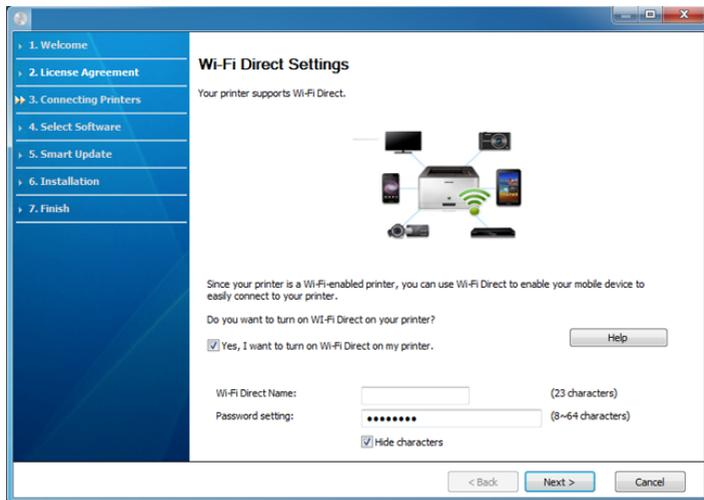 1. Welcome
2. License Agreement
3. Connecting Printers
4. Select Software
5. Smart Update
6. Installation
7. Finish
Wi-Fi Direct Settings
Your printer supports Wi-Fi Direct.
Since your printer is a Wi-Fi-enabled printer, you can use Wi-Fi Direct to enable your mobile device to
easily connect to your printer.
Do you want to turn on WI-Fi Direct on your printer?
Yes, I want to turn on Wi-Fi Direct on my printer.
Help
Wi-Fi Direct Name:
(23 characters)
Password setting:
(8~64 characters)
Hide characters
< Back
Next >
Cancel